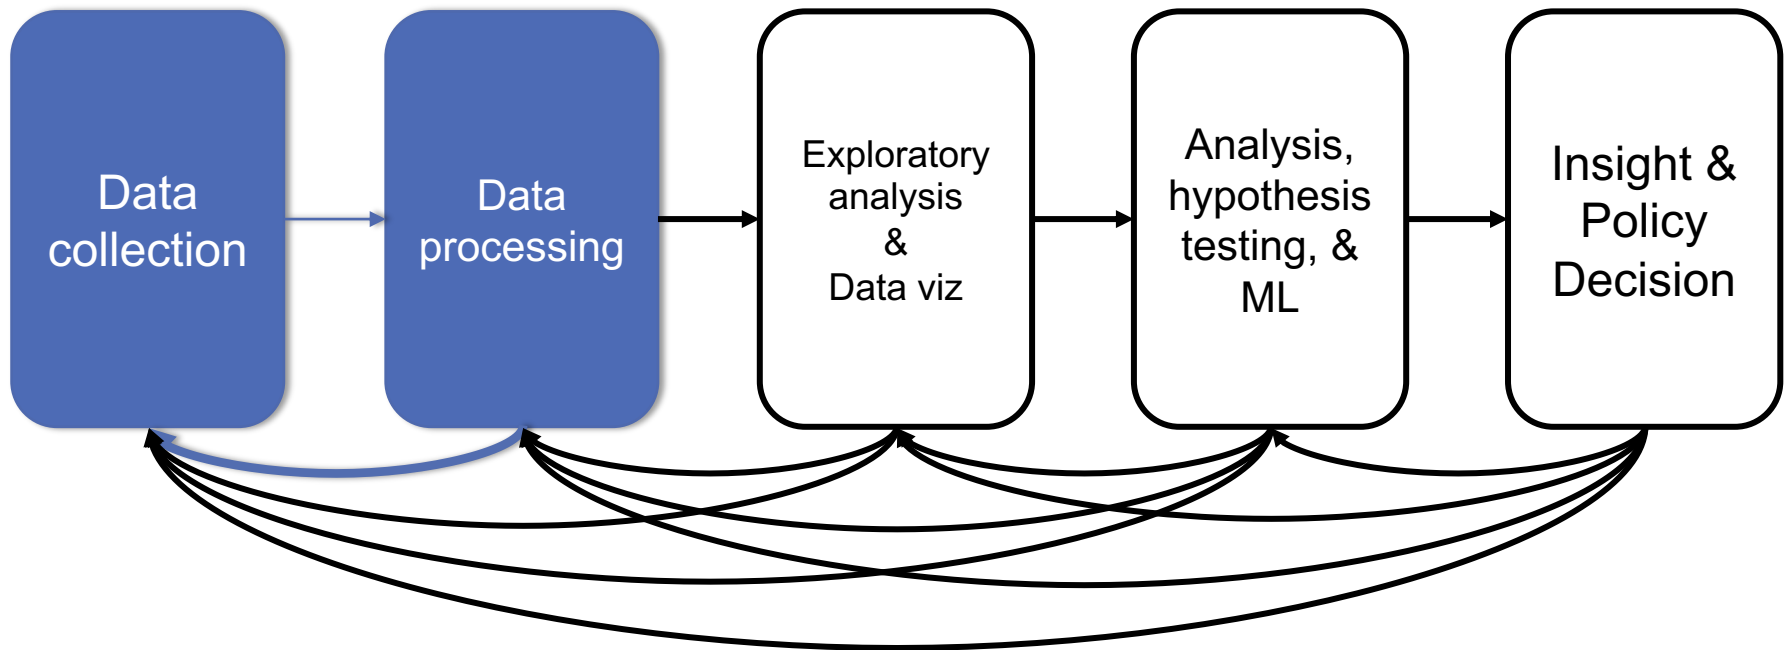 Data
collection
Data
processing
Exploratory
analysis
&
Data viz
Analysis,
hypothesis
testing, &
ML
Insight &
Policy
Decision